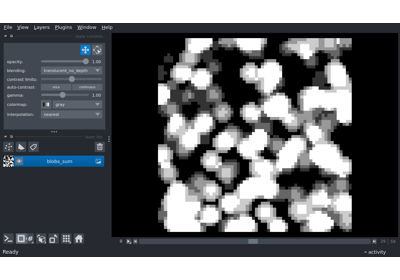 File View Layers Plugins Window Help
opacity: 1.00
blending: translucent_no_depth
contrast limits:
auto-contrast: once continuous
gamma: 1.00
colormap: gray
interpolation: nearest
blobs_sum
Ready
activity